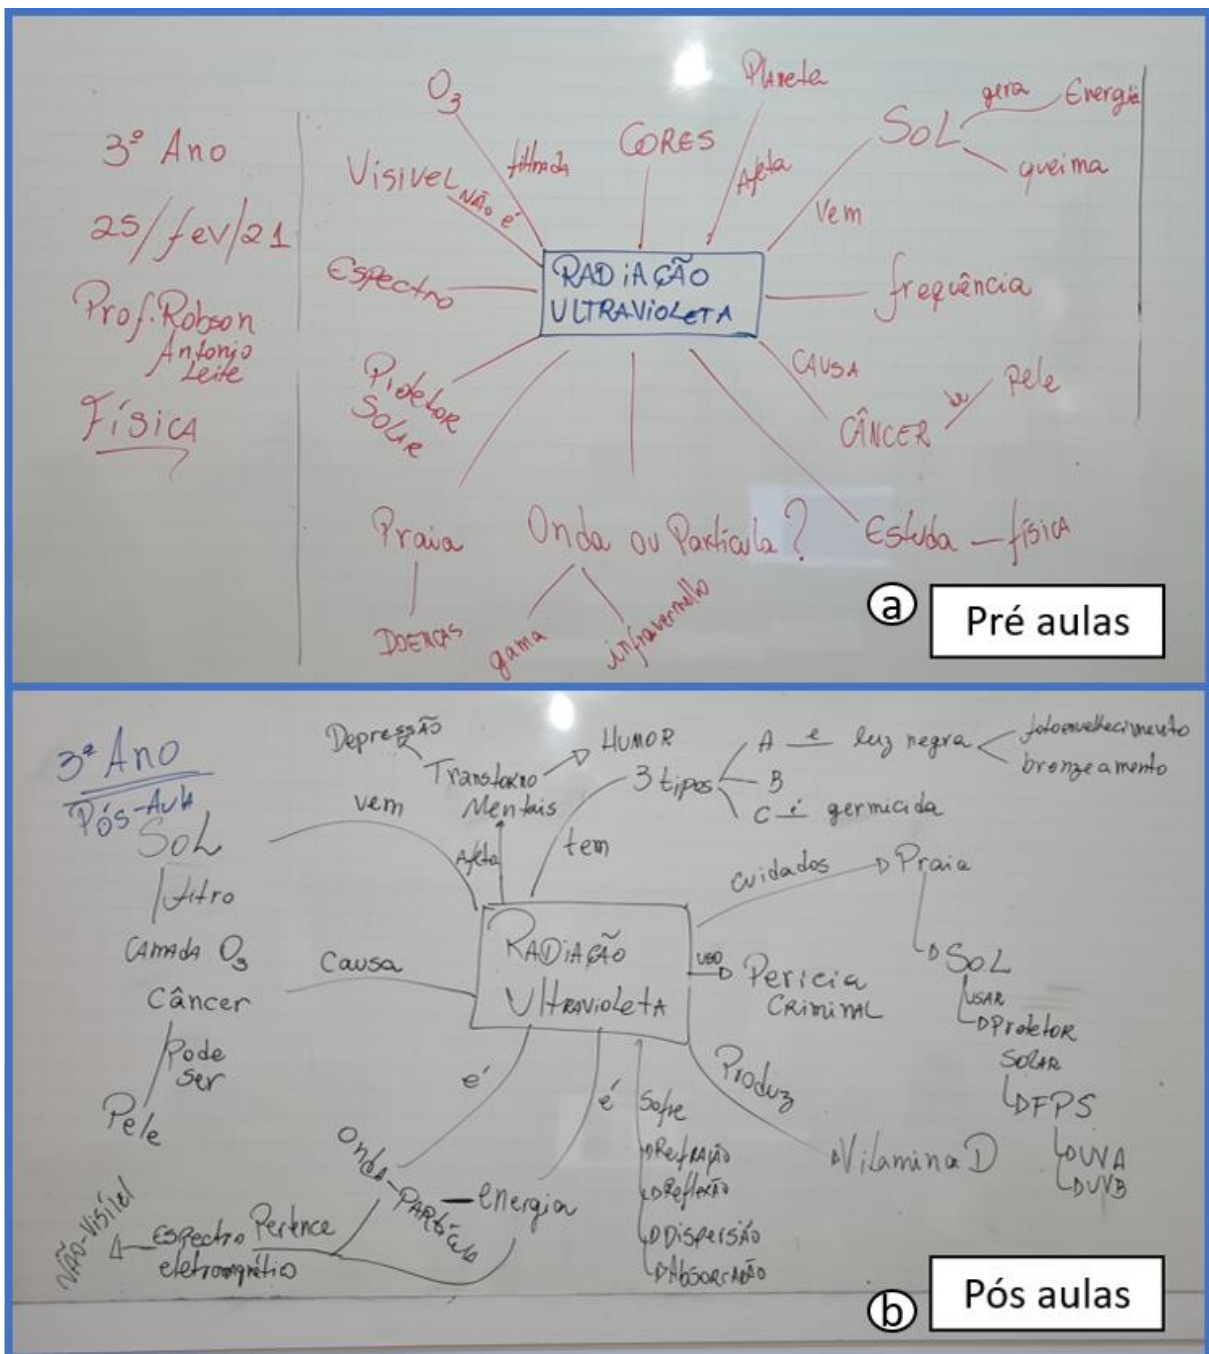 3º Ano
25/fev/21
Prof. Robson
Antonio
Leite
FÍSICA
O3
filtrada
VISIVEL
NÃO é
Espectro
Protetor
SOLAR
CORES
Planeta
Afeta
SOL
gera
Energia
queima
Vem
RADIAÇÃO
ULTRAVIOLETA
frequência
CAUSA
CÂNCER
de
pele
Praia
DOENÇAS
Onda ou Partícula?
gama
infravermelho
Estuda — física
a
Pré aulas
3º Ano
Pós-Aula
SOL
filtro
CAMADA O3
vem
Depressão
Transtorno
Mentais
HUMOR
Afeta
3 tipos
tem
A é luz negra
fotoenvelhecimento
bronzeamento
B
C é germicida
cuidados
Praia
SOL
USAR
Protetor
SOLAR
FPS
UVA
UVB
RADIAÇÃO
ULTRAVIOLETA
USO
Perícia
CRIMINAL
Causa
Câncer
Pode
ser
Pele
Produz
Vitamina D
é
Onda - PARTÍCULA
é
energia
Sofre
Refração
Reflexão
Dispersão
Absorção
Pertence
Espectro
eletromagnético
NÃO-VISÍVEL
b
Pós aulas